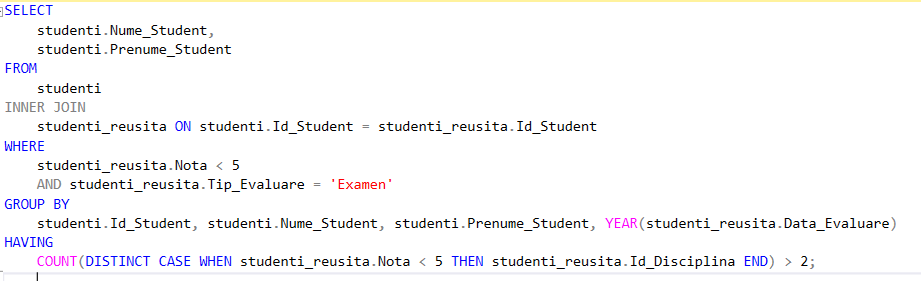 SELECT
studenti.Nume_Student,
studenti.Prenume_Student
FROM
studenti
INNER JOIN
studenti_reusita ON studenti.Id_Student = studenti_reusita.Id_Student
WHERE
studenti_reusita.Nota < 5
AND studenti_reusita.Tip_Evaluare = 'Examen'
GROUP BY
studenti.Id_Student, studenti.Nume_Student, studenti.Prenume_Student, YEAR(studenti_reusita.Data_Evaluare)
HAVING
COUNT(DISTINCT CASE WHEN studenti_reusita.Nota < 5 THEN studenti_reusita.Id_Disciplina END) > 2;